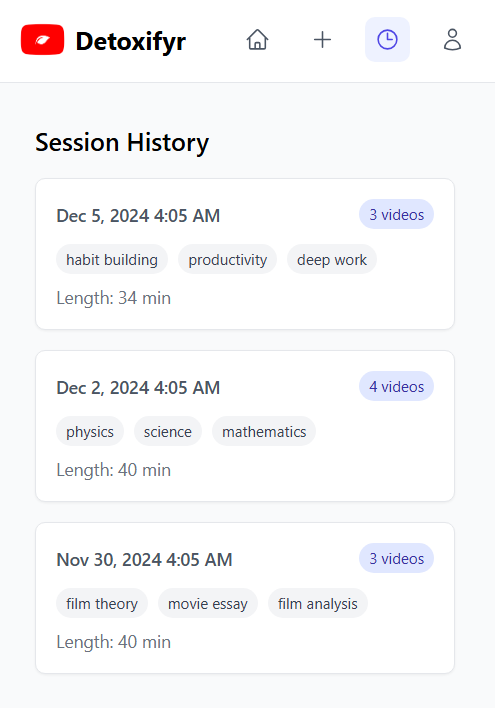 Detoxifyr
Session History
Dec 5, 2024 4:05 AM 3 videos
habit building productivity deep work
Length: 34 min
Dec 2, 2024 4:05 AM 4 videos
physics science mathematics
Length: 40 min
Nov 30, 2024 4:05 AM 3 videos
film theory movie essay film analysis
Length: 40 min